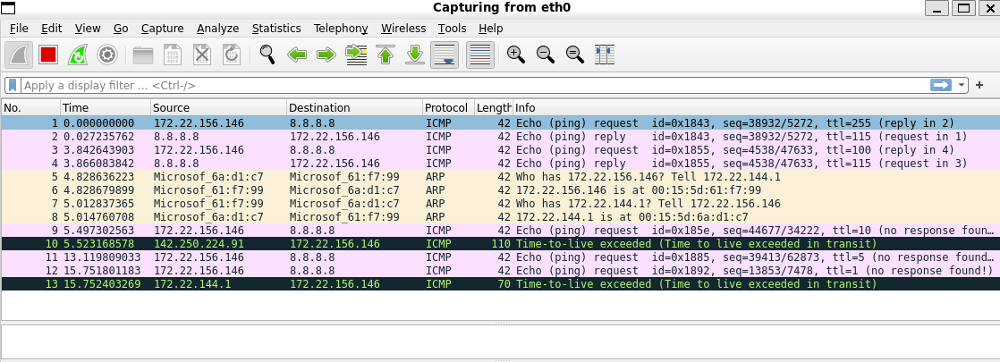 Capturing from eth0
File Edit View Go Capture Analyze Statistics Telephony Wireless Tools Help
Apply a display filter … <Ctrl-/>
No. Time Source Destination Protocol Length Info
1 0.000000000 172.22.156.146 8.8.8.8 ICMP 42 Echo (ping) request id=0x1843, seq=38932/5272, ttl=255 (reply in 2)
2 0.027235762 8.8.8.8 172.22.156.146 ICMP 42 Echo (ping) reply id=0x1843, seq=38932/5272, ttl=115 (request in 1)
3 3.842643903 172.22.156.146 8.8.8.8 ICMP 42 Echo (ping) request id=0x1855, seq=4538/47633, ttl=100 (reply in 4)
4 3.866083842 8.8.8.8 172.22.156.146 ICMP 42 Echo (ping) reply id=0x1855, seq=4538/47633, ttl=115 (request in 3)
5 4.828636223 Microsof_6a:d1:c7 Microsof_61:f7:99 ARP 42 Who has 172.22.156.146? Tell 172.22.144.1
6 4.828679899 Microsof_61:f7:99 Microsof_6a:d1:c7 ARP 42 172.22.156.146 is at 00:15:5d:61:f7:99
7 5.012837365 Microsof_61:f7:99 Microsof_6a:d1:c7 ARP 42 Who has 172.22.144.1? Tell 172.22.156.146
8 5.014760708 Microsof_6a:d1:c7 Microsof_61:f7:99 ARP 42 172.22.144.1 is at 00:15:5d:6a:d1:c7
9 5.497302563 172.22.156.146 8.8.8.8 ICMP 42 Echo (ping) request id=0x185e, seq=44677/34222, ttl=10 (no response foun…
10 5.523168578 142.250.224.91 172.22.156.146 ICMP 110 Time-to-live exceeded (Time to live exceeded in transit)
11 13.119809033 172.22.156.146 8.8.8.8 ICMP 42 Echo (ping) request id=0x1885, seq=39413/62873, ttl=5 (no response found…
12 15.751801183 172.22.156.146 8.8.8.8 ICMP 42 Echo (ping) request id=0x1892, seq=13853/7478, ttl=1 (no response found!)
13 15.752403269 172.22.144.1 172.22.156.146 ICMP 70 Time-to-live exceeded (Time to live exceeded in transit)